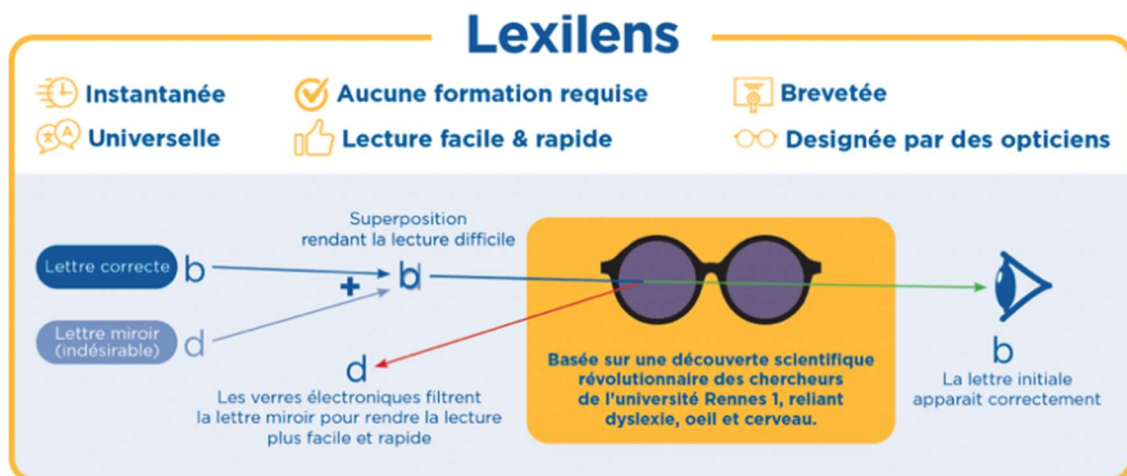 Lexilens
Instantanée
Aucune formation requise
Brevetée
Universelle
Lecture facile & rapide
Designée par des opticiens
Superposition
rendant la lecture difficile
Lettre correcte
b
+
bd
Lettre miroir
(indésirable)
d
d
Les verres électroniques filtrent
la lettre miroir pour rendre la lecture
plus facile et rapide
Basée sur une découverte scientifique
révolutionnaire des chercheurs
de l'université Rennes 1, reliant
dyslexie, oeil et cerveau.
b
La lettre initiale
apparait correctement